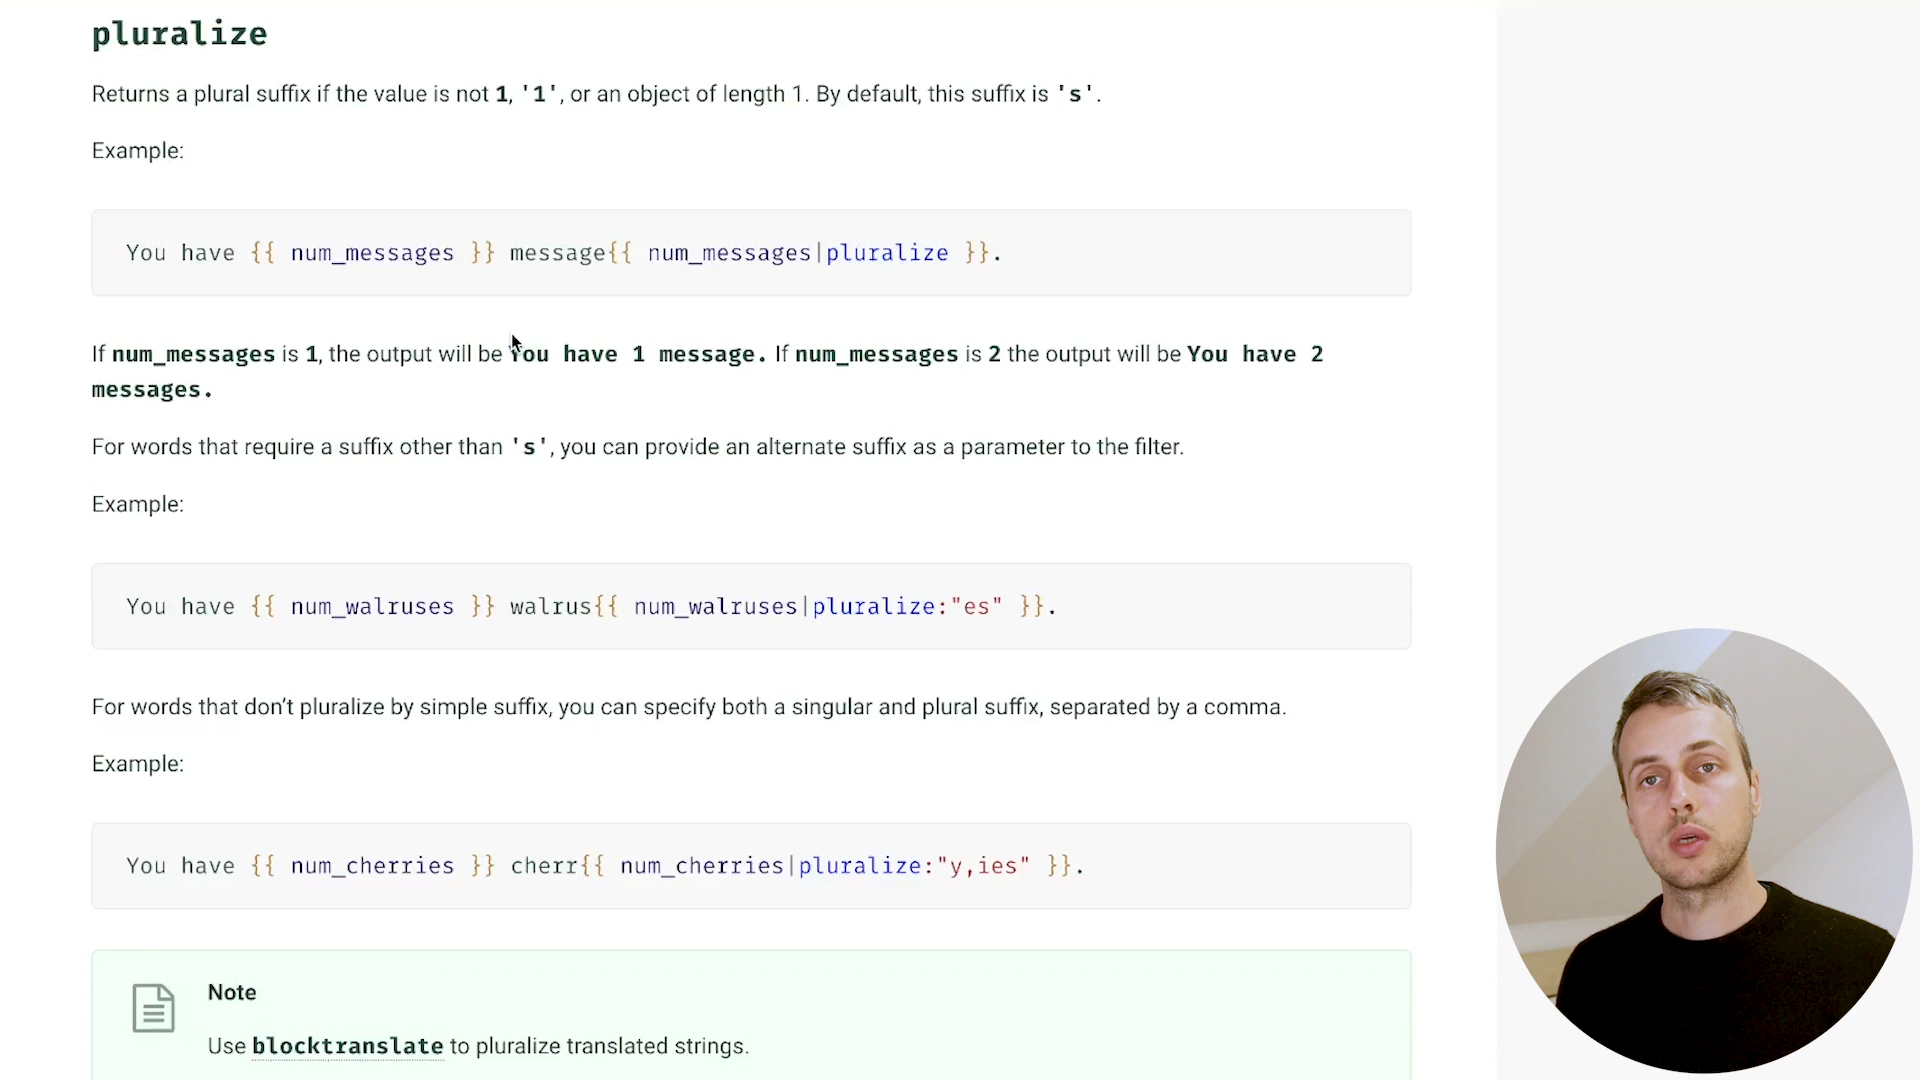 pluralize
Returns a plural suffix if the value is not 1, '1', or an object of length 1. By default, this suffix is 's'.
Example:
You have {{ num_messages }} message{{ num_messages|pluralize }}.
If num_messages is 1, the output will be You have 1 message. If num_messages is 2 the output will be You have 2
messages.
For words that require a suffix other than 's', you can provide an alternate suffix as a parameter to the filter.
Example:
You have {{ num_walruses }} walrus{{ num_walruses|pluralize:"es" }}.
For words that don’t pluralize by simple suffix, you can specify both a singular and plural suffix, separated by a comma.
Example:
You have {{ num_cherries }} cherr{{ num_cherries|pluralize:"y,ies" }}.
Note
Use blocktranslate to pluralize translated strings.